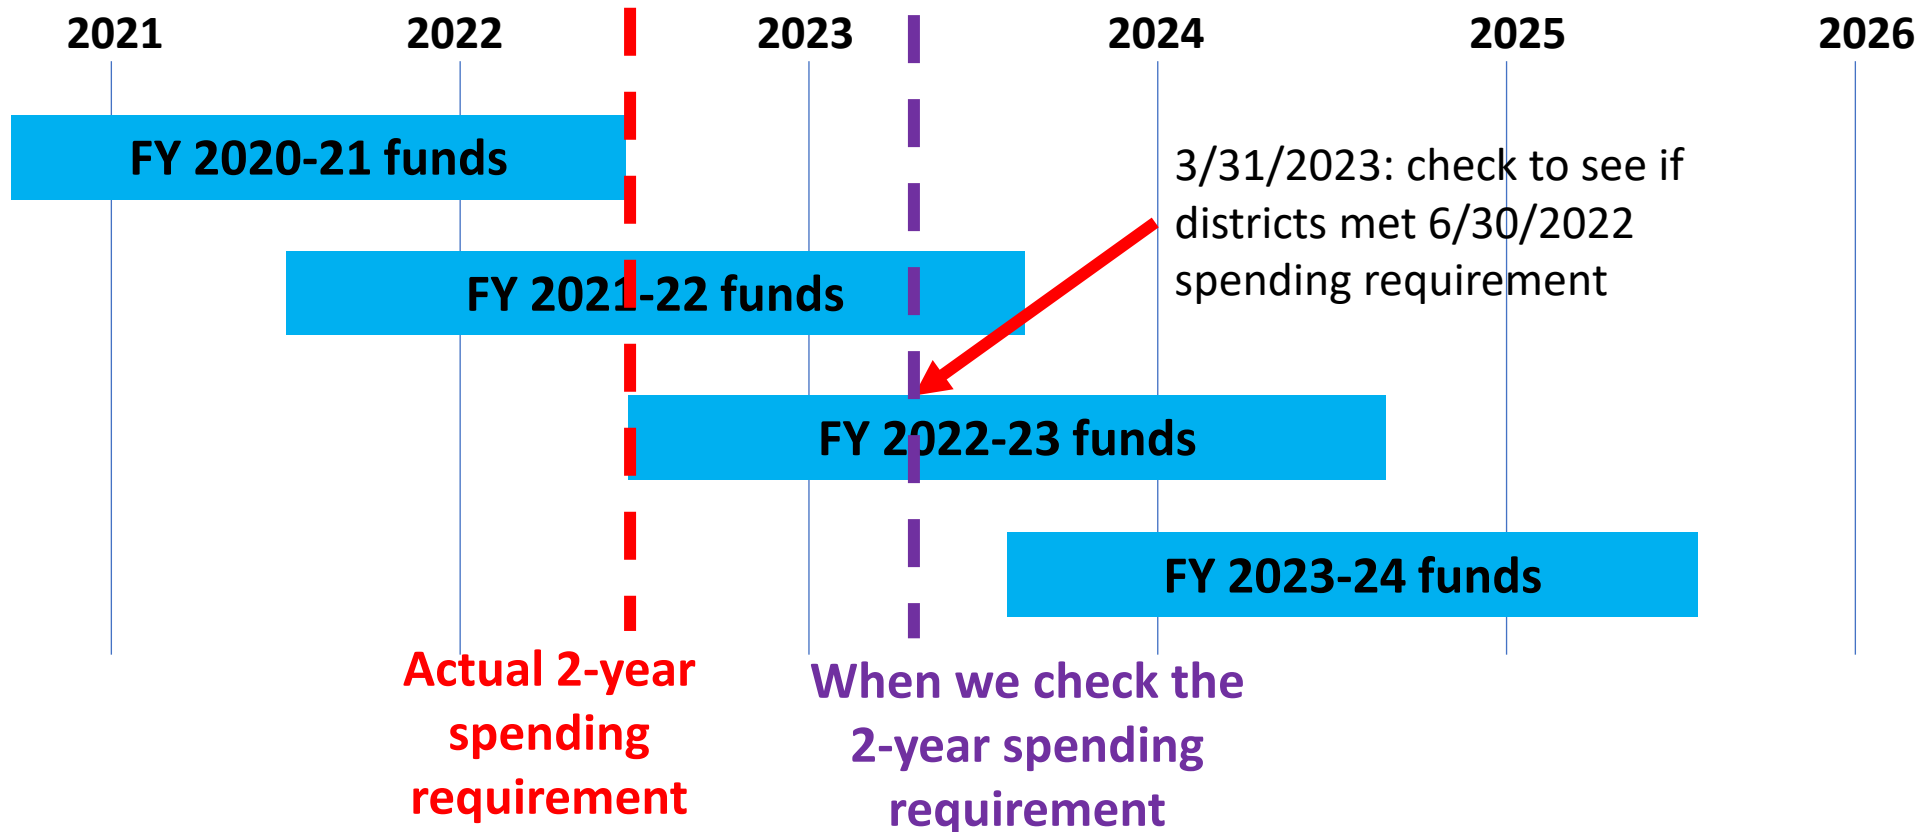 2021 2022 2023 2024 2025 2026
FY 2020-21 funds
3/31/2023: check to see if
districts met 6/30/2022
spending requirement
FY 2021-22 funds
FY 2022-23 funds
FY 2023-24 funds
Actual 2-year
spending
requirement
When we check the
2-year spending
requirement